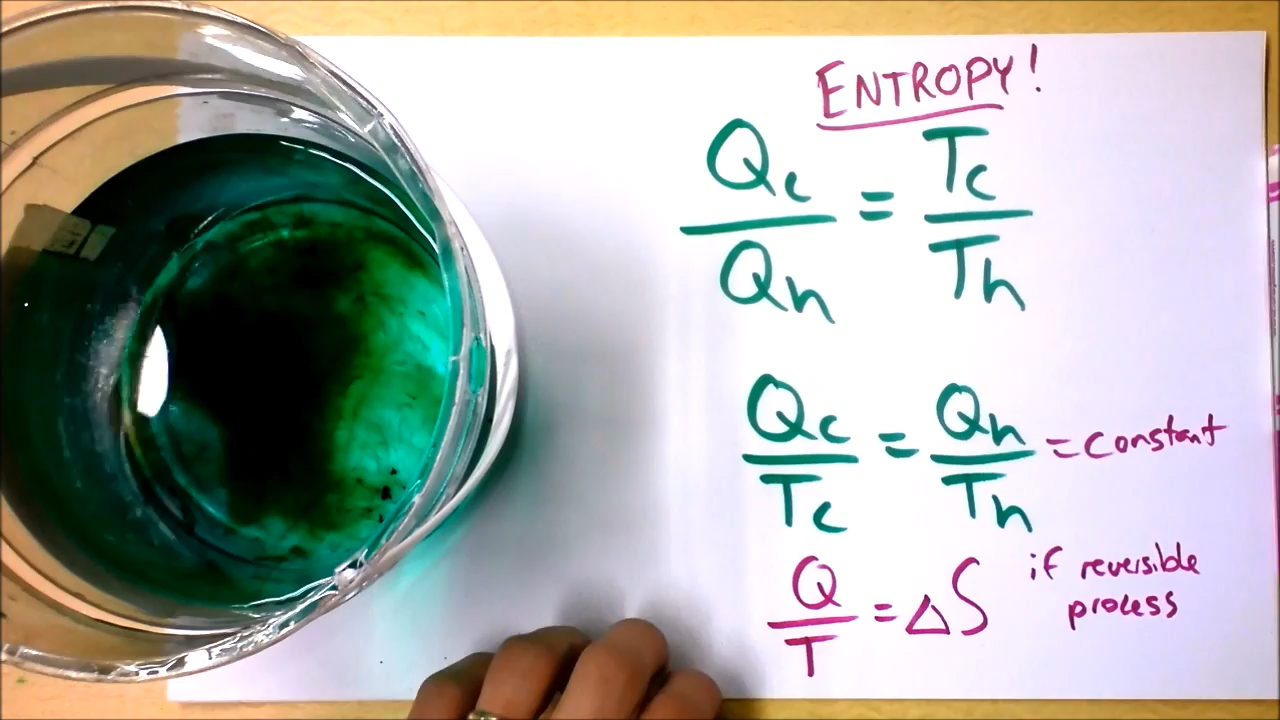 ENTROPY!
Qc/Qh = Tc/Th
Qc/Tc = Qh/Th = constant
Q/T = ΔS if reversible
process